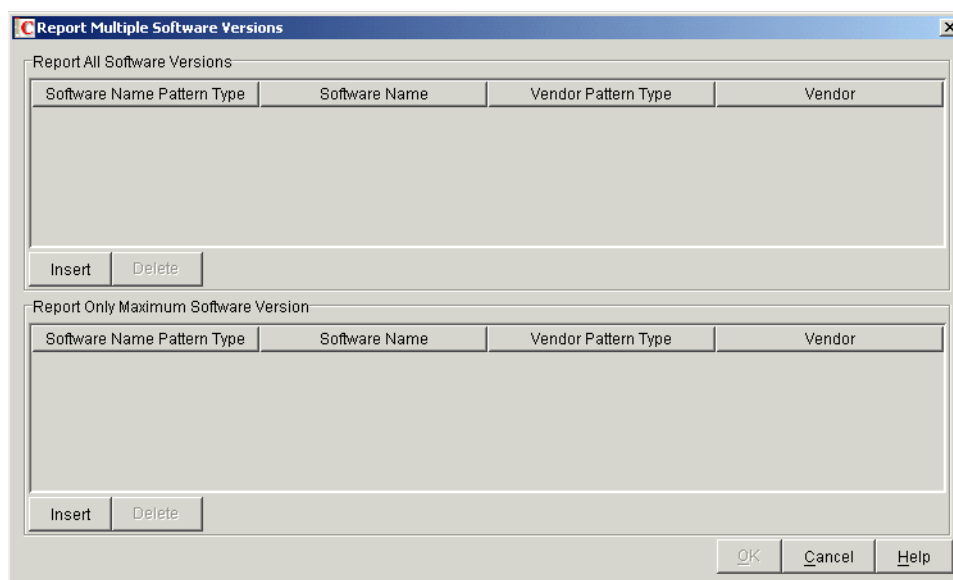 Report Multiple Software Versions
Report All Software Versions
Software Name Pattern Type Software Name Vendor Pattern Type Vendor
Insert Delete
Report Only Maximum Software Version
Software Name Pattern Type Software Name Vendor Pattern Type Vendor
Insert Delete
OK Cancel Help